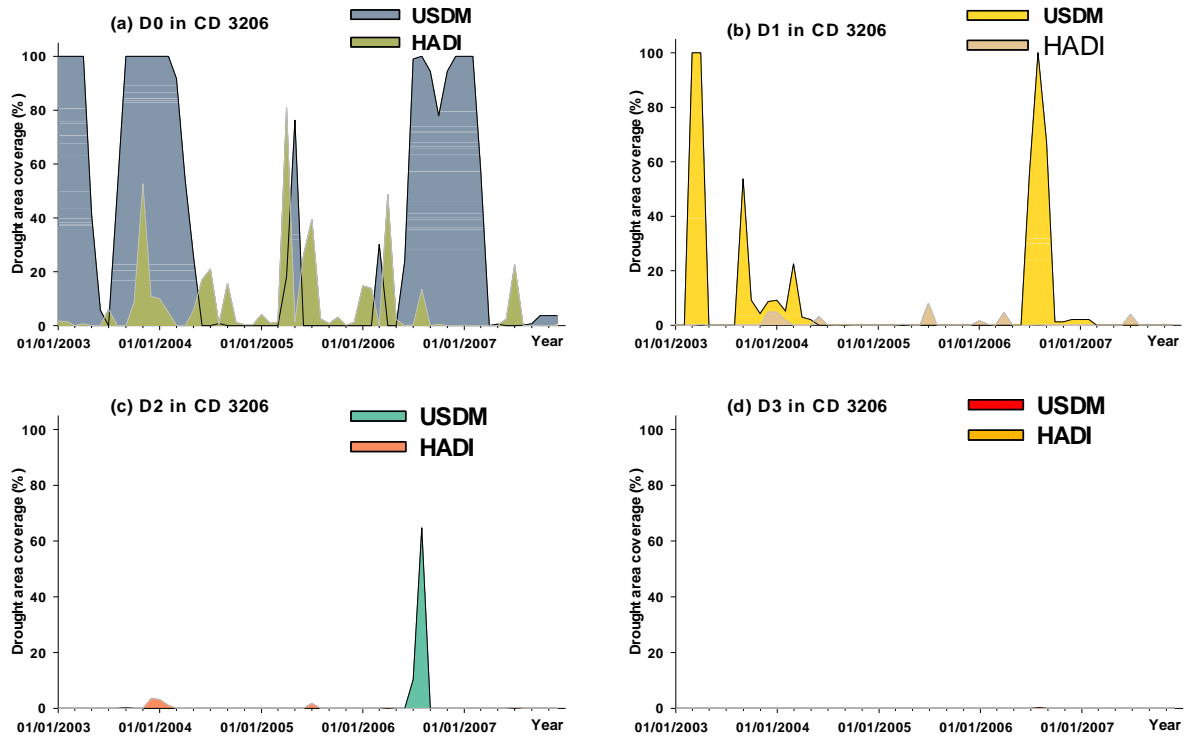 (a) D0 in CD 3206
USDM
HADI
Drought area coverage (%)
100
80
60
40
20
0
01/01/2003
01/01/2004
01/01/2005
01/01/2006
01/01/2007
Year
(b) D1 in CD 3206
USDM
HADI
Drought area coverage (%)
100
80
60
40
20
0
01/01/2003
01/01/2004
01/01/2005
01/01/2006
01/01/2007
Year
(c) D2 in CD 3206
USDM
HADI
Drought area coverage (%)
100
80
60
40
20
0
01/01/2003
01/01/2004
01/01/2005
01/01/2006
01/01/2007
Year
(d) D3 in CD 3206
USDM
HADI
Drought area coverage (%)
100
80
60
40
20
0
01/01/2003
01/01/2004
01/01/2005
01/01/2006
01/01/2007
Year